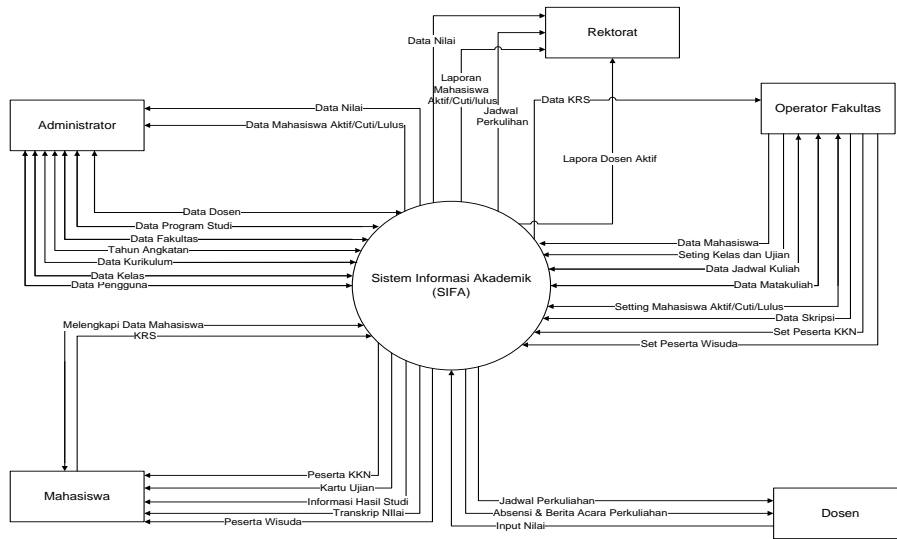 Rektorat
Data Nilai
Laporan
Mahasiswa
Aktif/Cuti/lulus
Jadwal
Perkulihan
Data KRS
Operator Fakultas
Lapora Dosen Aktif
Administrator
Data Nilai
Data Mahasiswa Aktif/Cuti/Lulus
Data Dosen
Data Program Studi
Data Fakultas
Tahun Angkatan
Data Kurikulum
Data Kelas
Data Pengguna
Sistem Informasi Akademik
(SIFA)
Data Mahasiswa
Seting Kelas dan Ujian
Data Jadwal Kuliah
Data Matakuliah
Setting Mahasiswa Aktif/Cuti/Lulus
Data Skripsi
Set Peserta KKN
Set Peserta Wisuda
Melengkapi Data Mahasiswa
KRS
Mahasiswa
Peserta KKN
Kartu Ujian
Informasi Hasil Studi
Transkrip NIlai
Peserta Wisuda
Jadwal Perkuliahan
Absensi & Berita Acara Perkuliahan
Input Nilai
Dosen